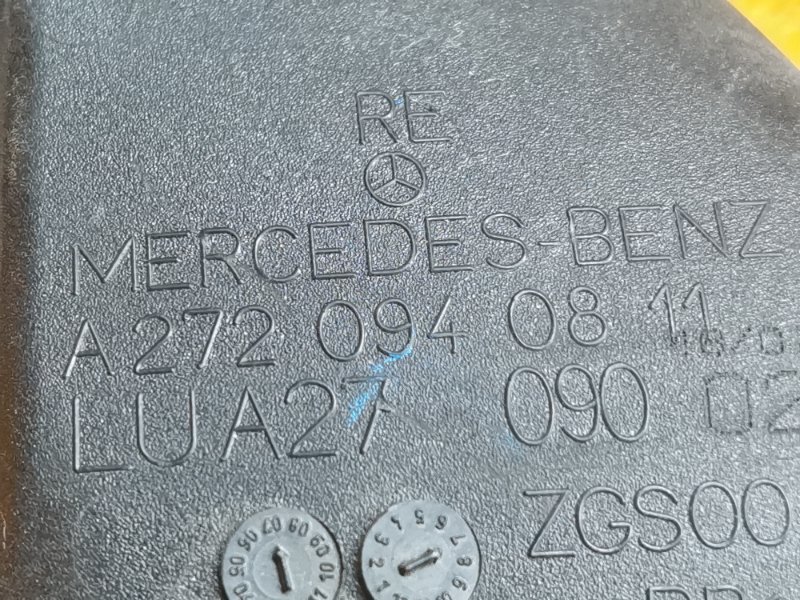 RE
MERCEDES-BENZ
A 272 094 08 11
LUA27 090 02
ZGS00